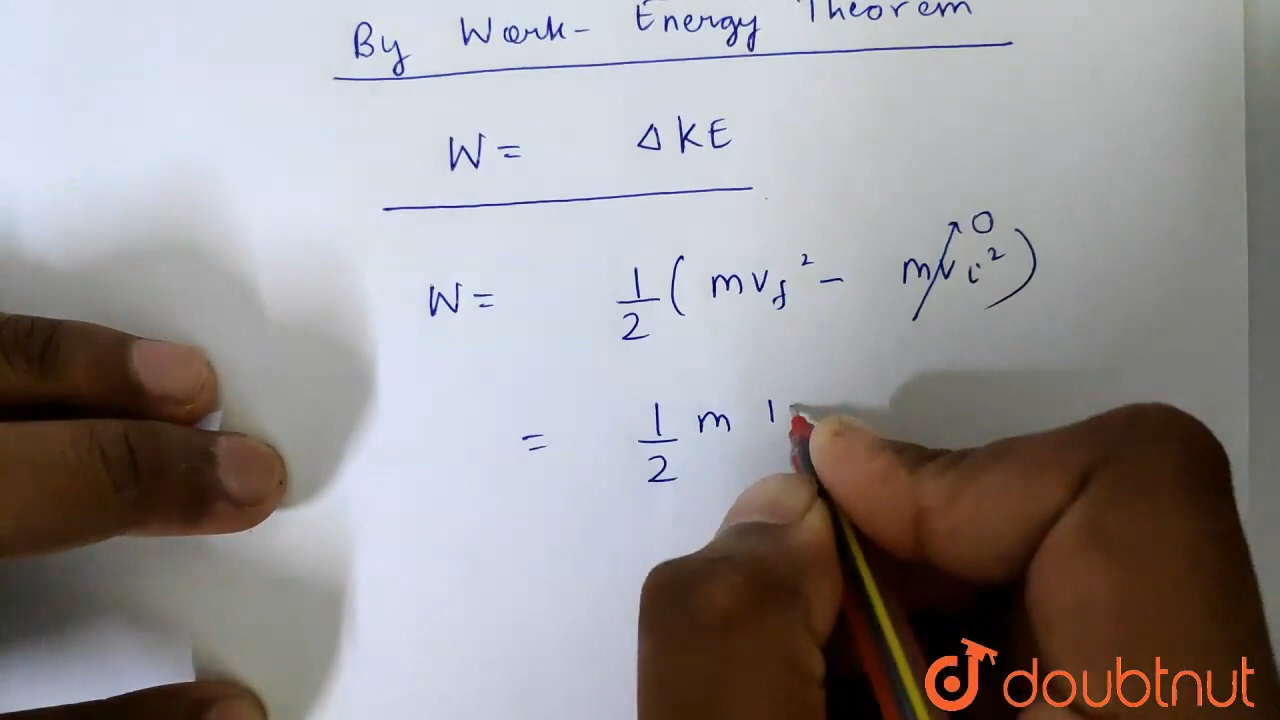 By Work-Energy Theorem
W = ΔKE
W = 1/2 (mvf² - mvi²) 0
= 1/2 m
doubtnut